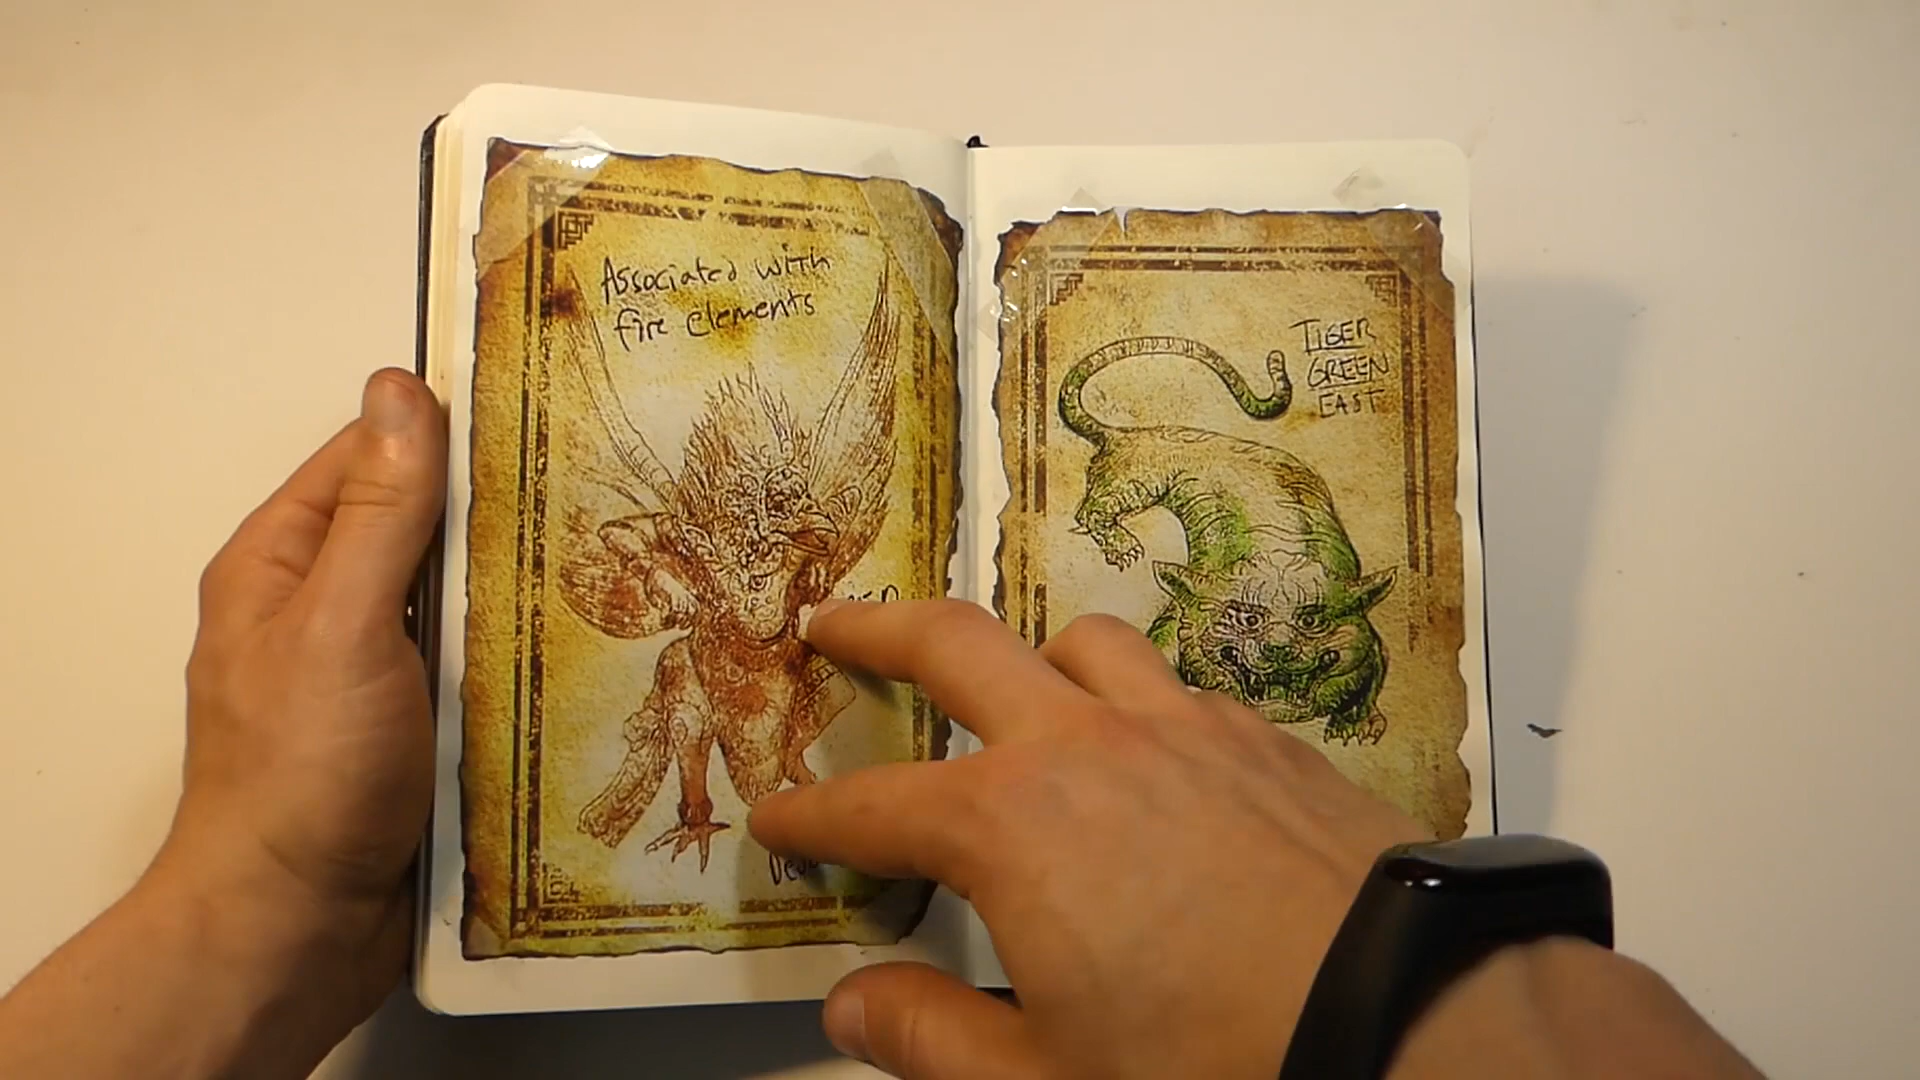 Associated with
fire elements
TIGER
GREEN
EAST